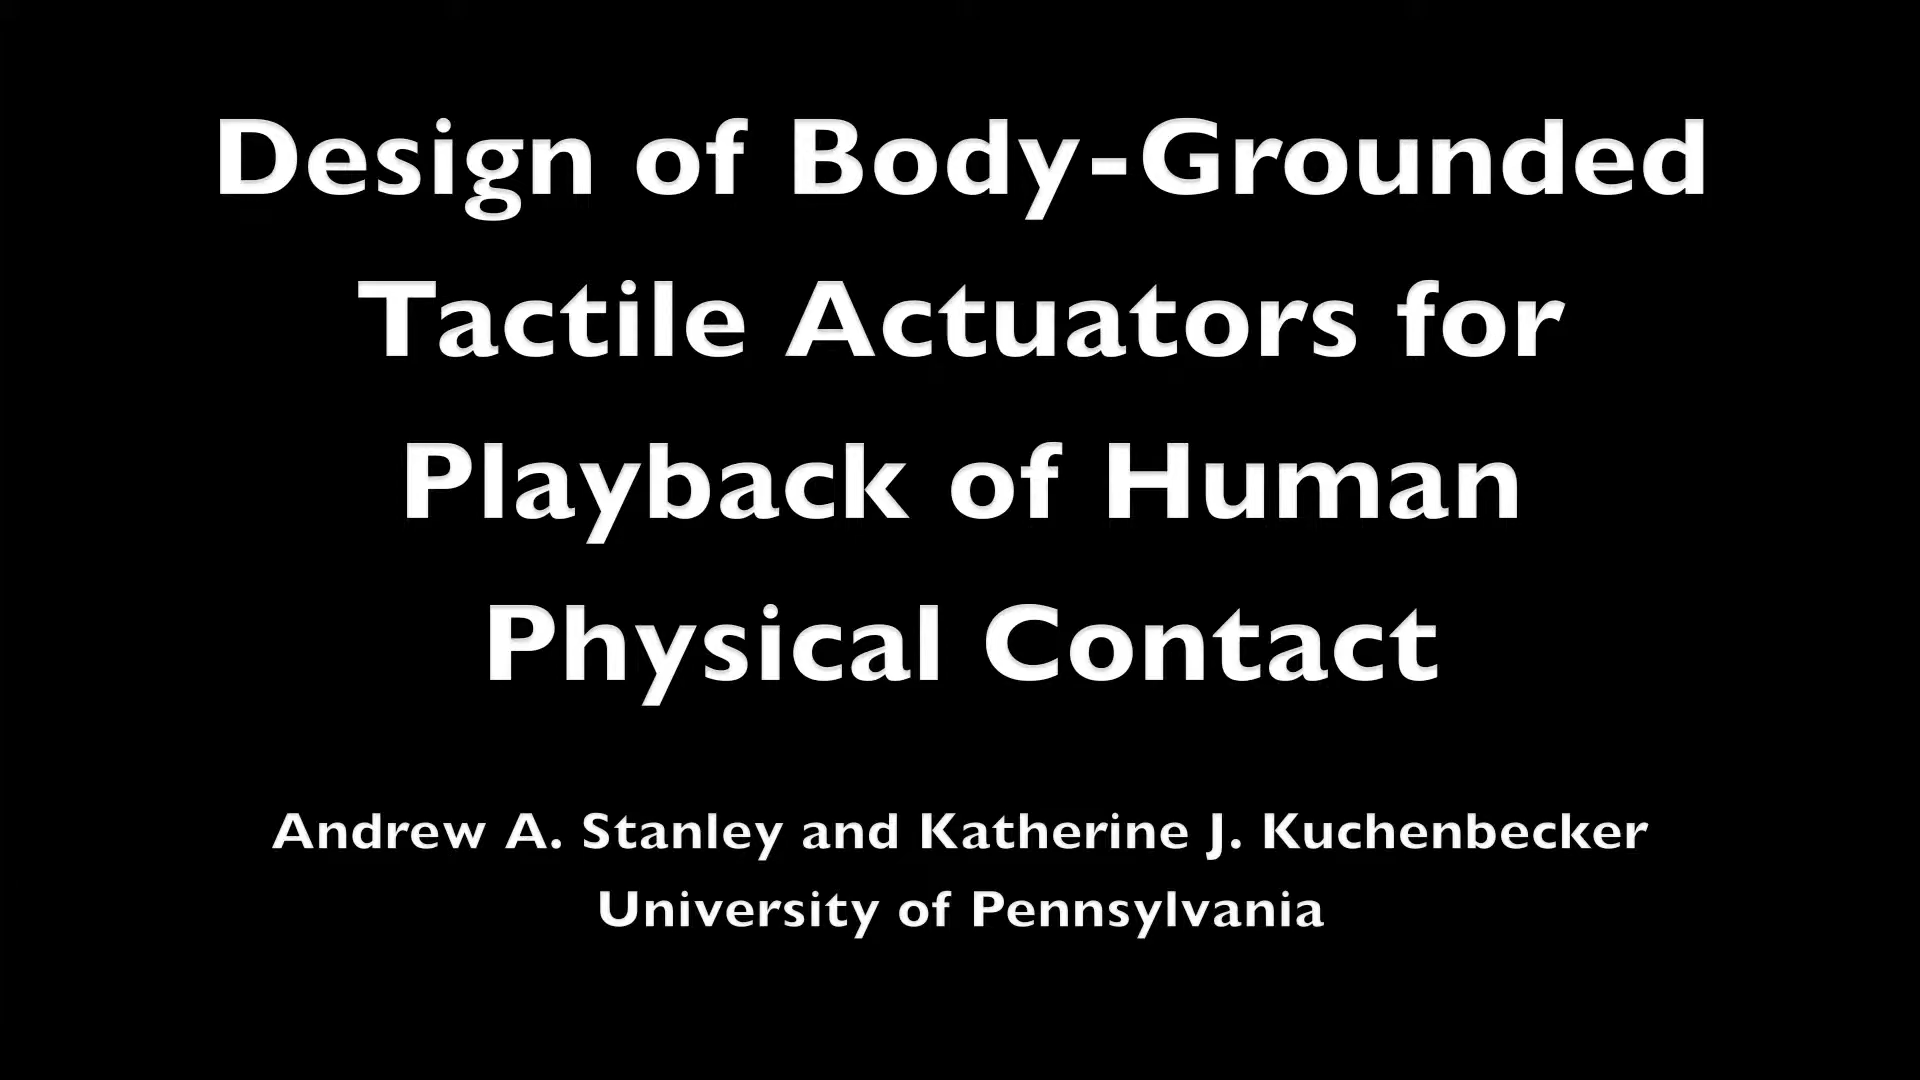 Design of Body-Grounded
Tactile Actuators for
Playback of Human
Physical Contact
Andrew A. Stanley and Katherine J. Kuchenbecker
University of Pennsylvania